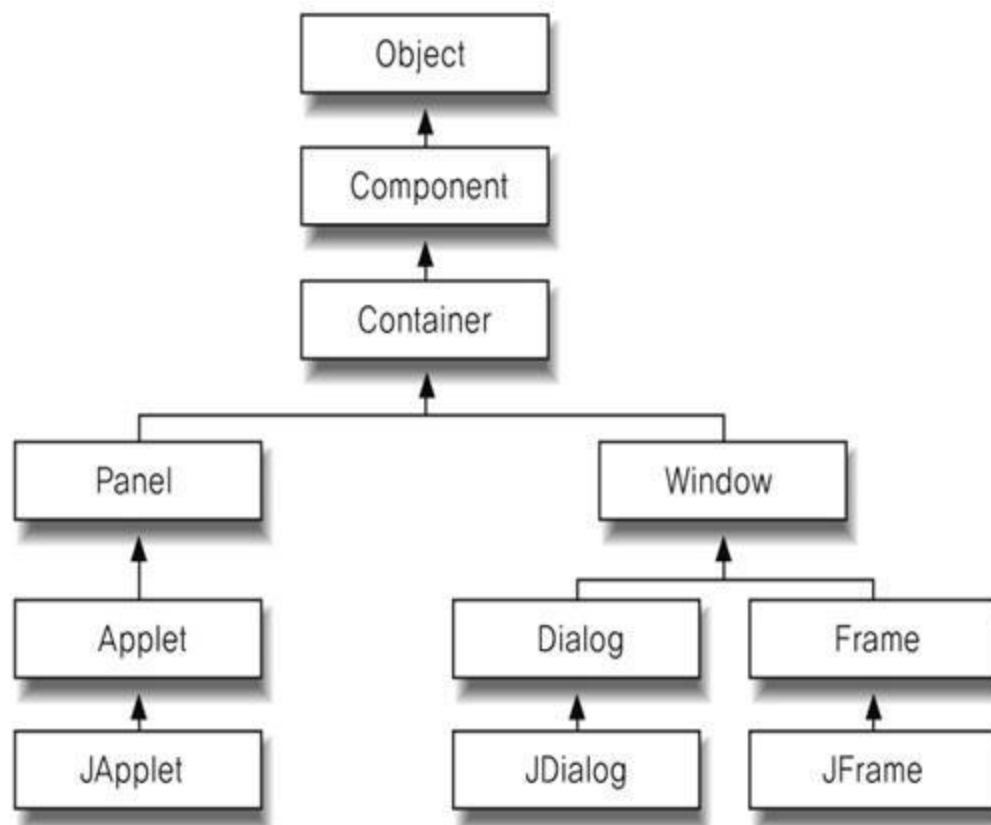 Object
Component
Container
Panel
Window
Applet
Dialog
Frame
JApplet
JDialog
JFrame